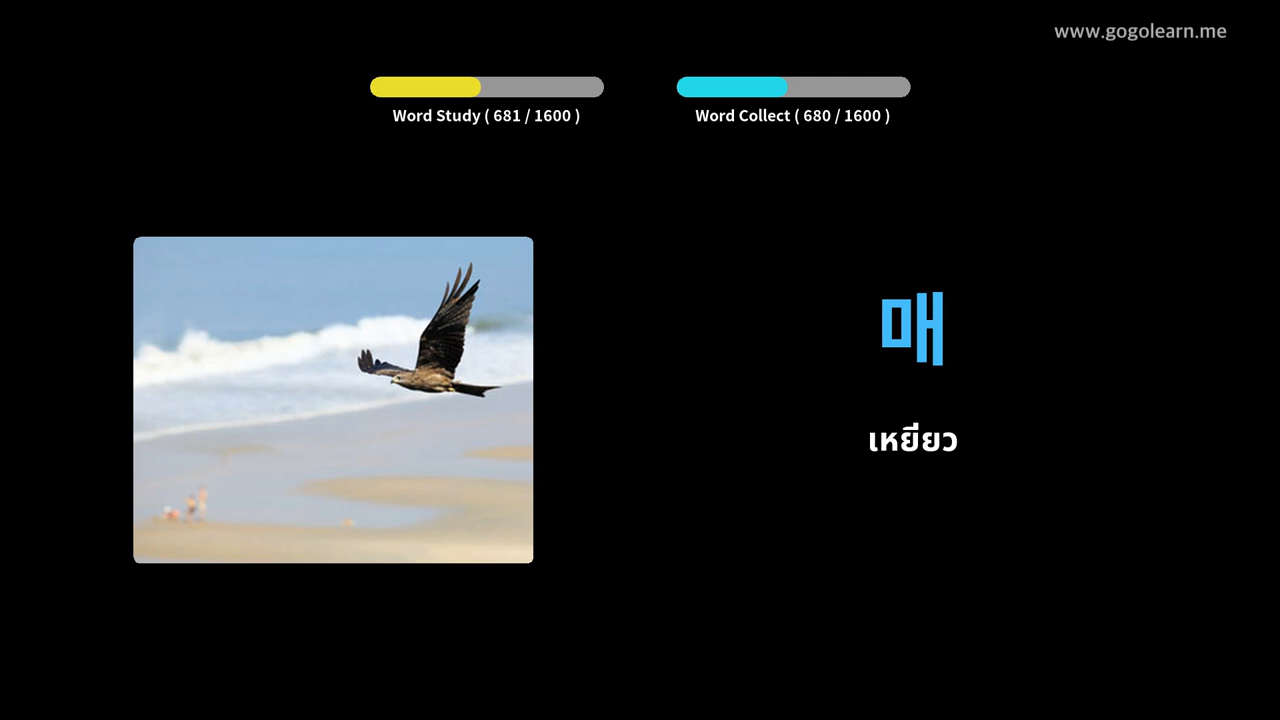 www.gogolearn.me
Word Study ( 681 / 1600 )
Word Collect ( 680 / 1600 )
매
เหยี่ยว